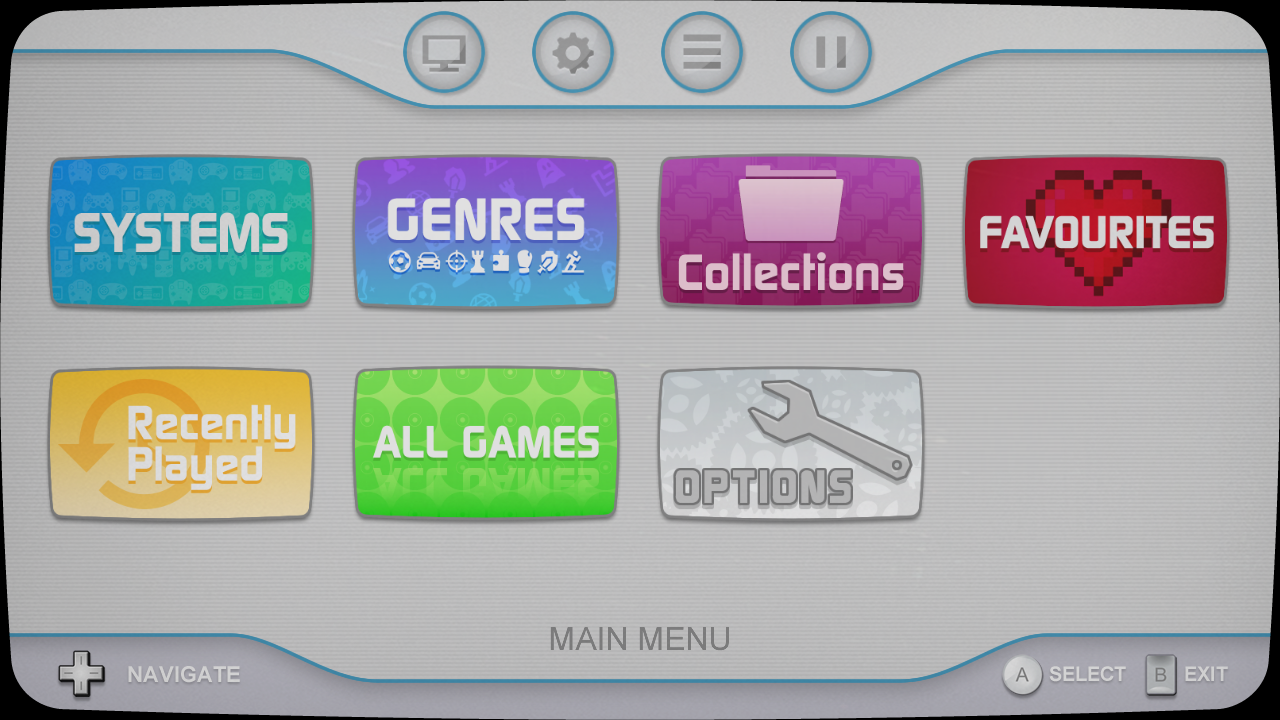 SYSTEMS
GENRES
Collections
FAVOURITES
Recently
Played
ALL GAMES
OPTIONS
MAIN MENU
NAVIGATE
A SELECT
B EXIT